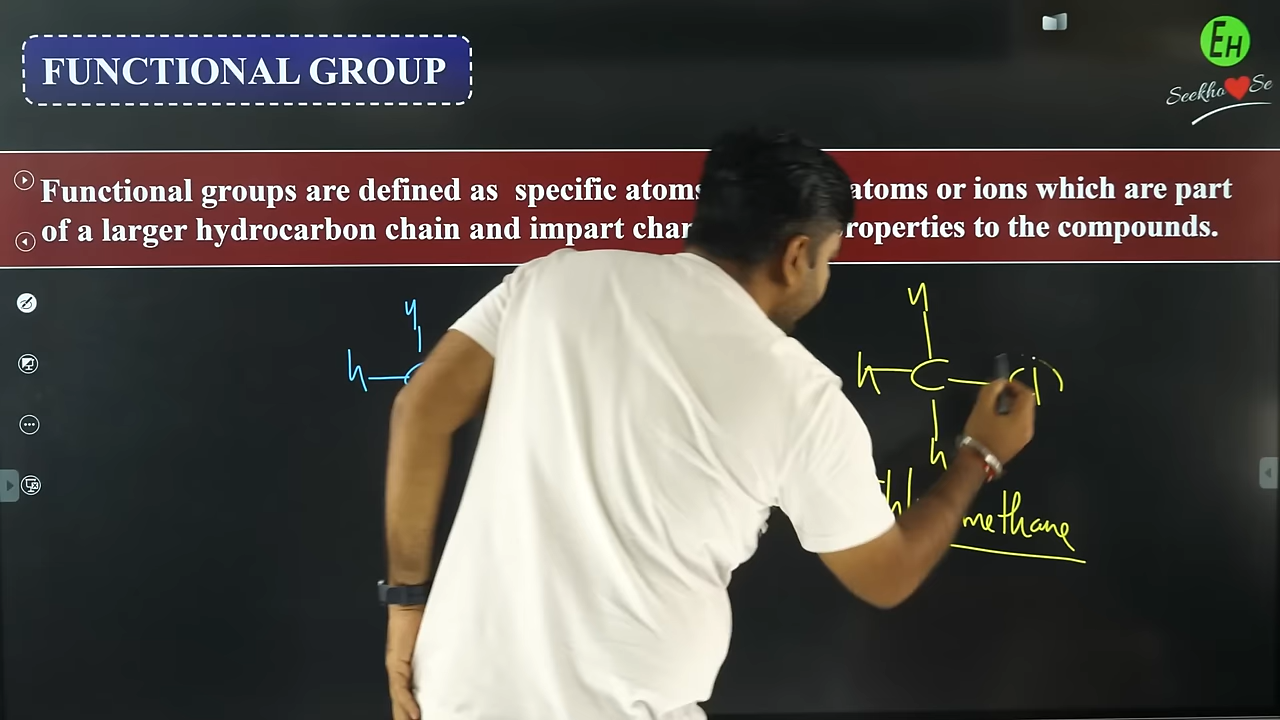 FUNCTIONAL GROUP
EH
Seekho Se
Functional groups are defined as specific atoms atoms or ions which are part
of a larger hydrocarbon chain and impart char roperties to the compounds.
H
H
H
H C Cl
H
methane